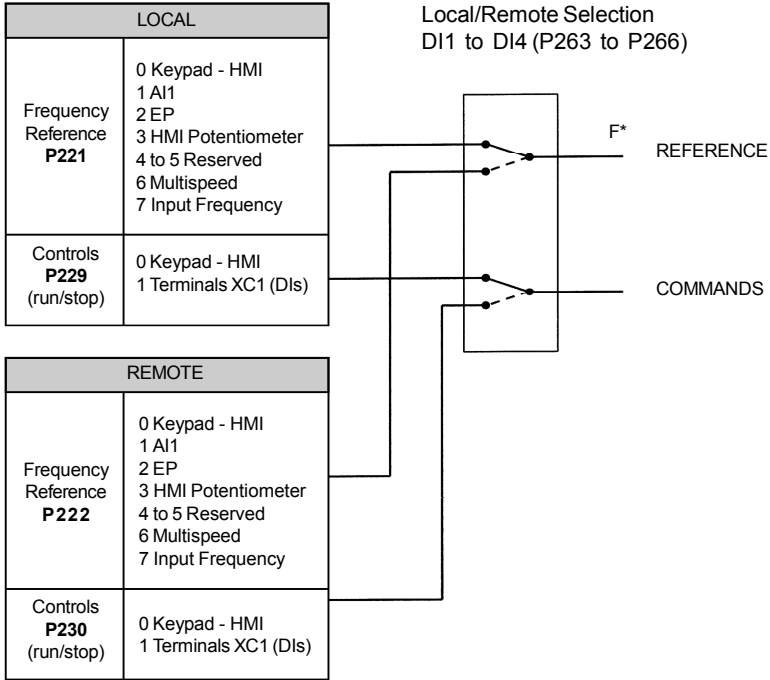 LOCAL
Frequency
Reference
P221
0 Keypad - HMI
1 AI1
2 EP
3 HMI Potentiometer
4 to 5 Reserved
6 Multispeed
7 Input Frequency
Controls
P229
(run/stop)
0 Keypad - HMI
1 Terminals XC1 (DIs)
Local/Remote Selection
DI1 to DI4 (P263 to P266)
F*
REFERENCE
COMMANDS
REMOTE
Frequency
Reference
P222
0 Keypad - HMI
1 AI1
2 EP
3 HMI Potentiometer
4 to 5 Reserved
6 Multispeed
7 Input Frequency
Controls
P230
(run/stop)
0 Keypad - HMI
1 Terminals XC1 (DIs)